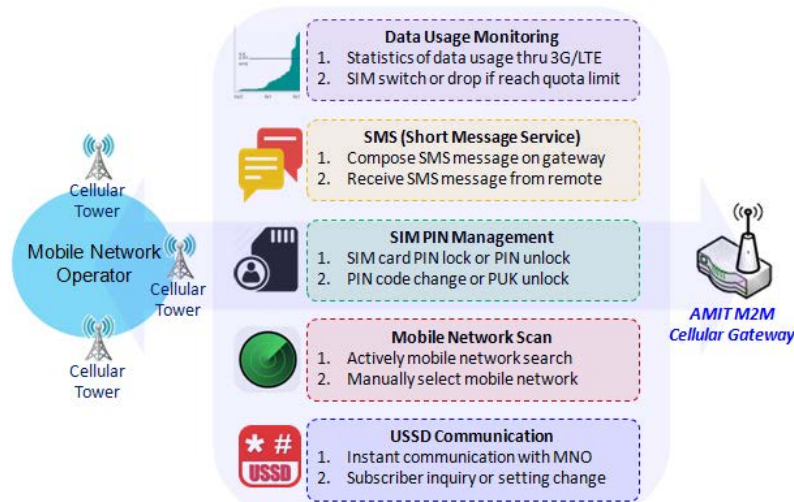 Data Usage Monitoring
1. Statistics of data usage thru 3G/LTE
2. SIM switch or drop if reach quota limit
SMS (Short Message Service)
1. Compose SMS message on gateway
2. Receive SMS message from remote
Cellular
Tower
Mobile Network
Operator
Cellular
Tower
Cellular
Tower
SIM PIN Management
1. SIM card PIN lock or PIN unlock
2. PIN code change or PUK unlock
AMIT M2M
Cellular Gateway
Mobile Network Scan
1. Actively mobile network search
2. Manually select mobile network
* #
USSD
USSD Communication
1. Instant communication with MNO
2. Subscriber inquiry or setting change